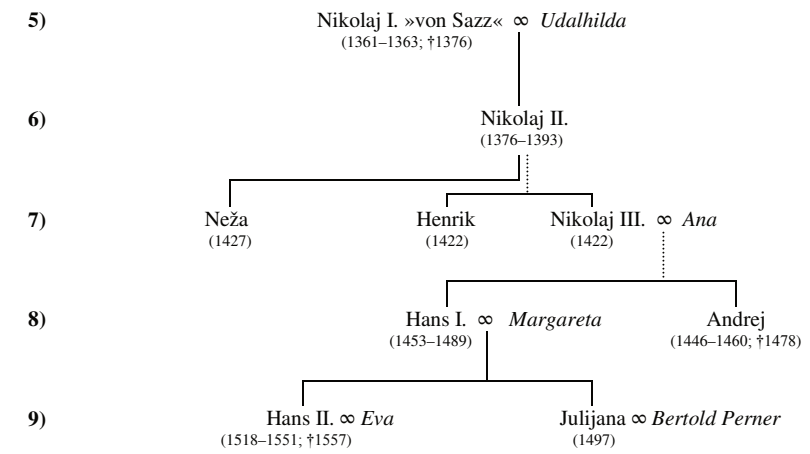 5) Nikolaj I. »von Sazz« ∞ Udalhilda
(1361–1363; †1376)
6) Nikolaj II.
(1376–1393)
7) Neža Henrik Nikolaj III. ∞ Ana
(1427) (1422) (1422)
8) Hans I. ∞ Margareta Andrej
(1453–1489) (1446–1460; †1478)
9) Hans II. ∞ Eva Julijana ∞ Bertold Perner
(1518–1551; †1557) (1497)